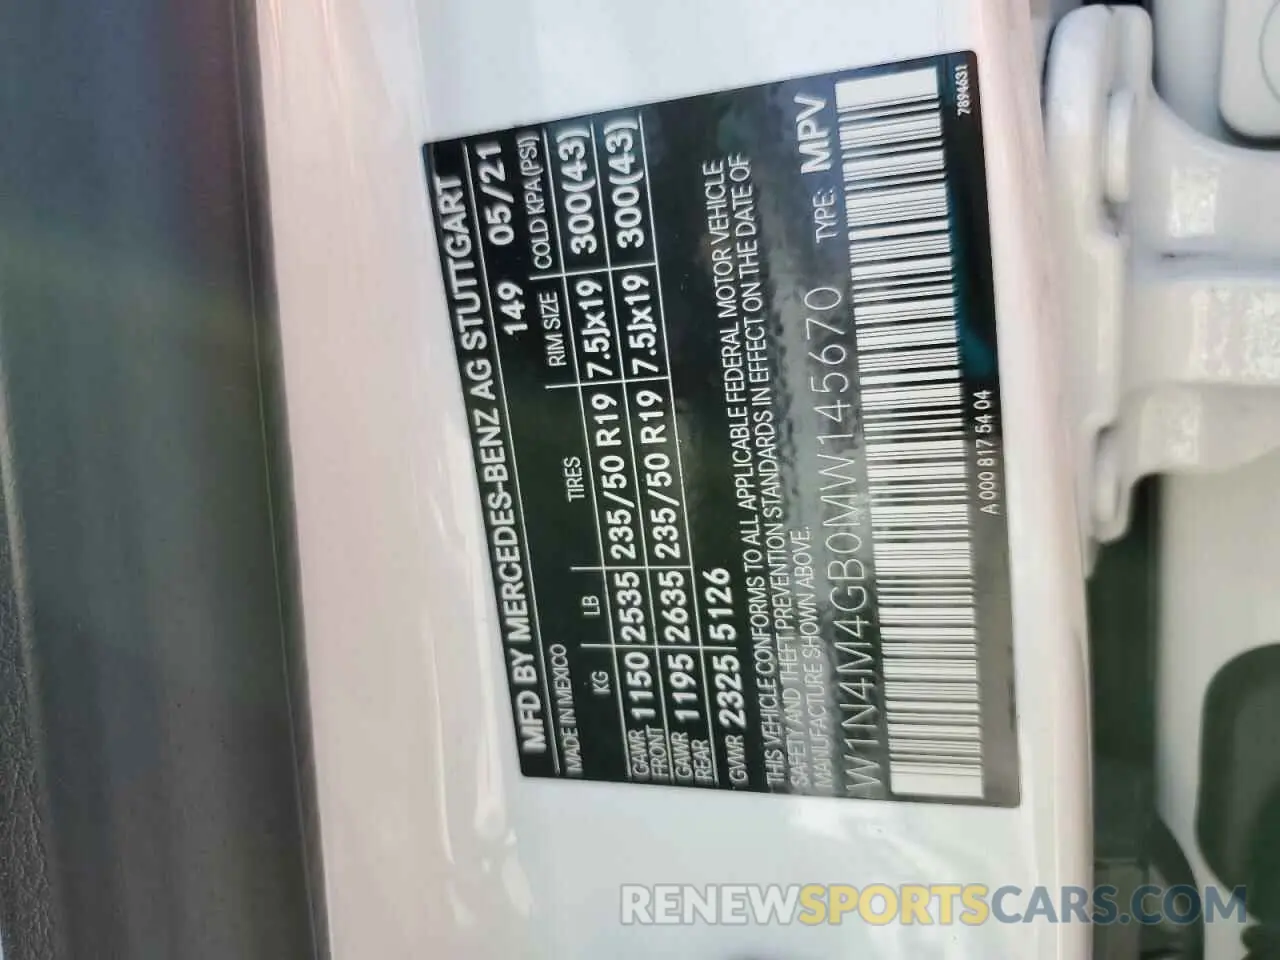 MFD BY MERCEDES-BENZ AG STUTTGART
MADE IN MEXICO 149 05/21
KG LB TIRES RIM SIZE COLD KPA (PSI)
GAWR FRONT 1150 2535 235/50 R19 7.5Jx19 300(43)
GAWR REAR 1195 2635 235/50 R19 7.5Jx19 300(43)
GVWR 2325 5126
THIS VEHICLE CONFORMS TO ALL APPLICABLE FEDERAL MOTOR VEHICLE
SAFETY AND THEFT PREVENTION STANDARDS IN EFFECT ON THE DATE OF
MANUFACTURE SHOWN ABOVE.
W1N4M4GB0MW145670 TYPE: MPV
A 000 817 54 04 7894631
RENEWSPORTSCARS.COM